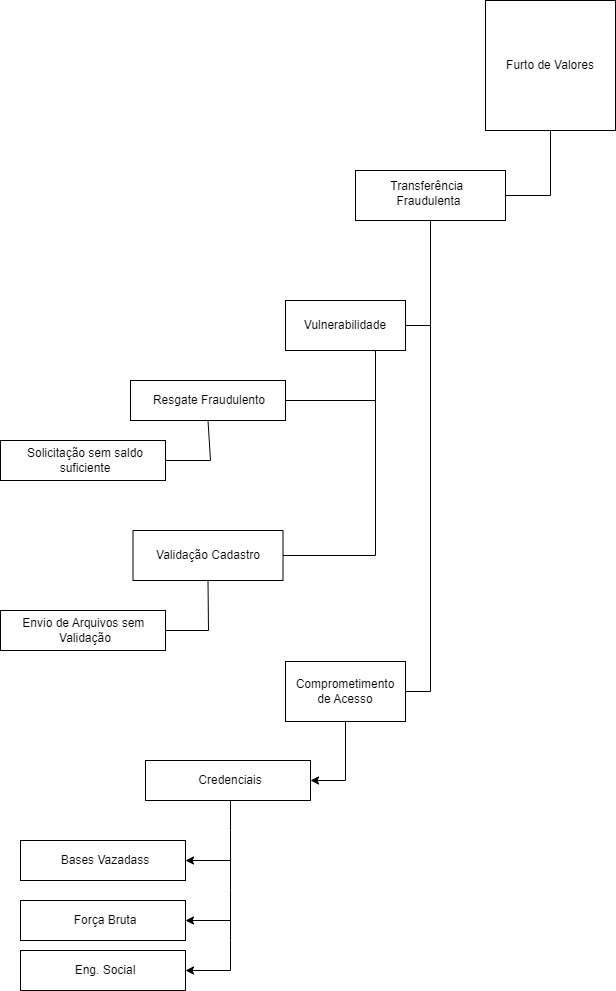 Furto de Valores
Transferência
Fraudulenta
Vulnerabilidade
Resgate Fraudulento
Solicitação sem saldo
suficiente
Validação Cadastro
Envio de Arquivos sem
Validação
Comprometimento
de Acesso
Credenciais
Bases Vazadass
Força Bruta
Eng. Social